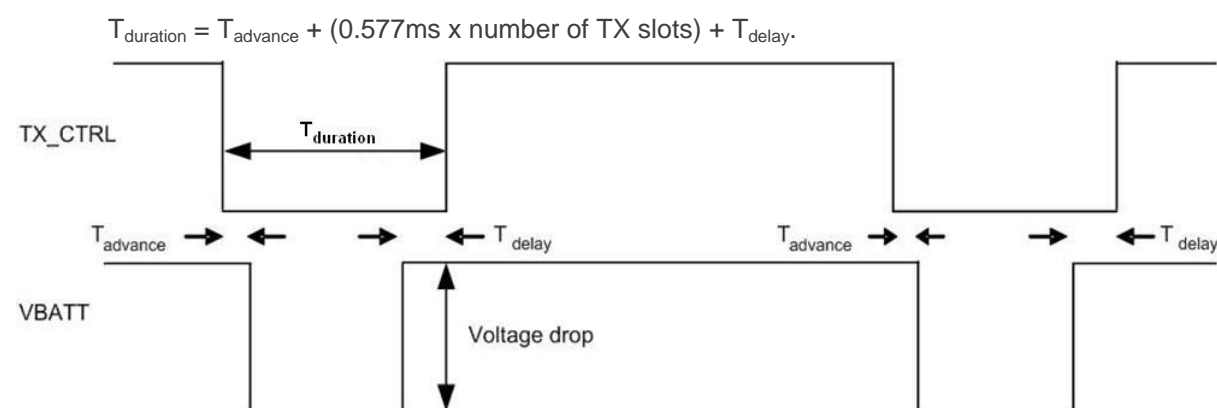 Tduration = Tadvance + (0.577ms x number of TX slots) + Tdelay.
TX_CTRL
Tduration
Tadvance
T delay
Tadvance
T delay
VBATT
Voltage drop